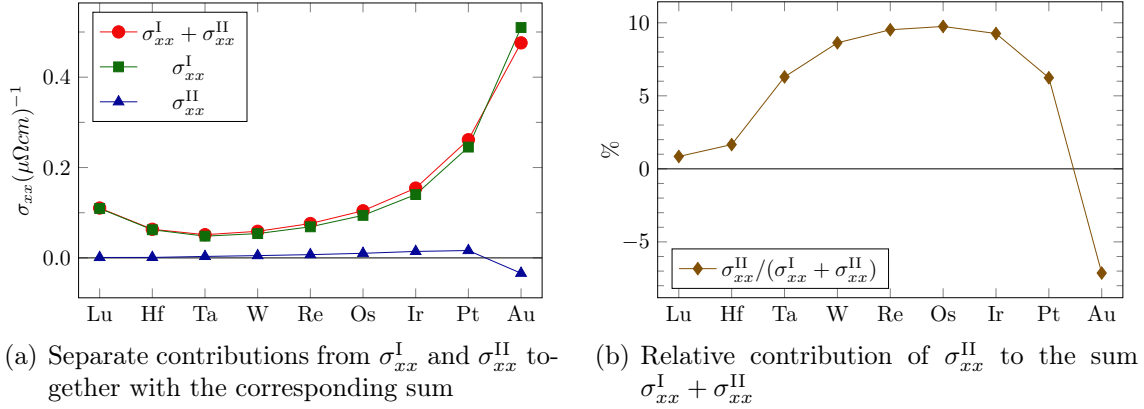 σ^I_xx + σ^II_xx
σ^I_xx
σ^II_xx
0.4
0.2
0.0
σ_xx(μΩcm)^−1
Lu Hf Ta W Re Os Ir Pt Au
(a) Separate contributions from σ^I_xx and σ^II_xx to-
gether with the corresponding sum
10
5
0
−5
%
σ^II_xx/(σ^I_xx + σ^II_xx)
Lu Hf Ta W Re Os Ir Pt Au
(b) Relative contribution of σ^II_xx to the sum
σ^I_xx + σ^II_xx